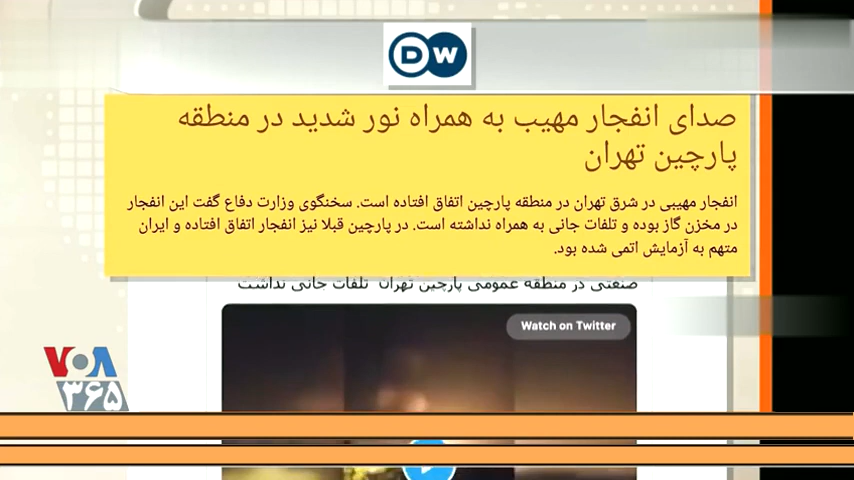 DW
صدای انفجار مهیب به همراه نور شدید در منطقه
پارچین تهران
انفجار مهیبی در شرق تهران در منطقه پارچین اتفاق افتاده است. سخنگوی وزارت دفاع گفت این انفجار
در مخزن گاز بوده و تلفات جانی به همراه نداشته است. در پارچین قبلا نیز انفجار اتفاق افتاده و ایران
متهم به آزمایش اتمی شده بود.
صنعتی در منطقه عمومی پارچین تهران تلفات جانی نداشت
Watch on Twitter
VOA
۳۶۵